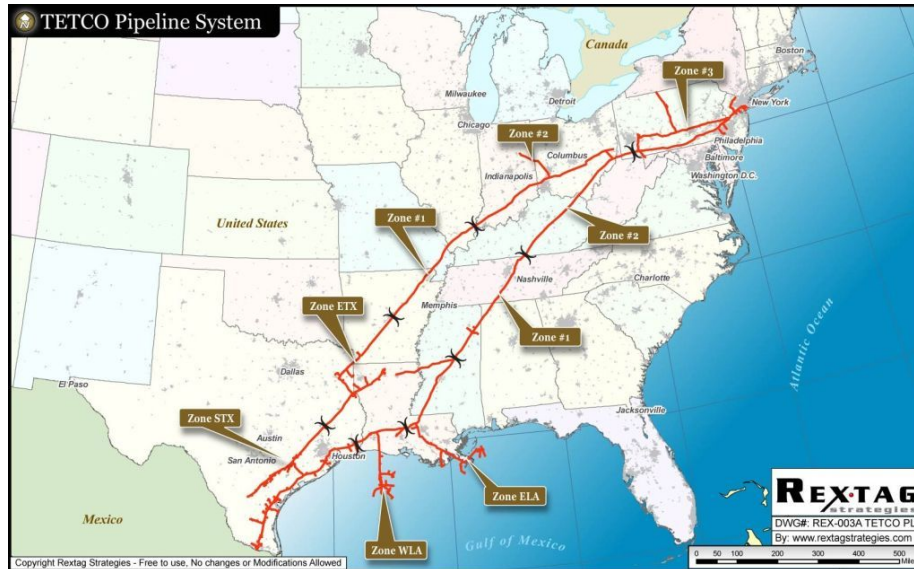 TETCO Pipeline System
Canada
Boston
Zone #3
Milwaukee
Detroit
New York
Chicago
Zone #2
Philadelphia
Columbus
Baltimore
Indianapolis
Washington D.C.
United States
Zone #1
Zone #2
Nashville
Charlotte
Memphis
Zone ETX
Zone #1
Atlantic Ocean
Dallas
El Paso
Zone STX
Jacksonville
Austin
San Antonio
Houston
Zone ELA
Mexico
Zone WLA
Gulf of Mexico
REXTAG
strategies
DWG#: REX-003A TETCO PL
By: www.rextagstrategies.com
0 50 100 200 300 400 500
Mile
Copyright Rextag Strategies - Free to use, No changes or Modifications Allowed